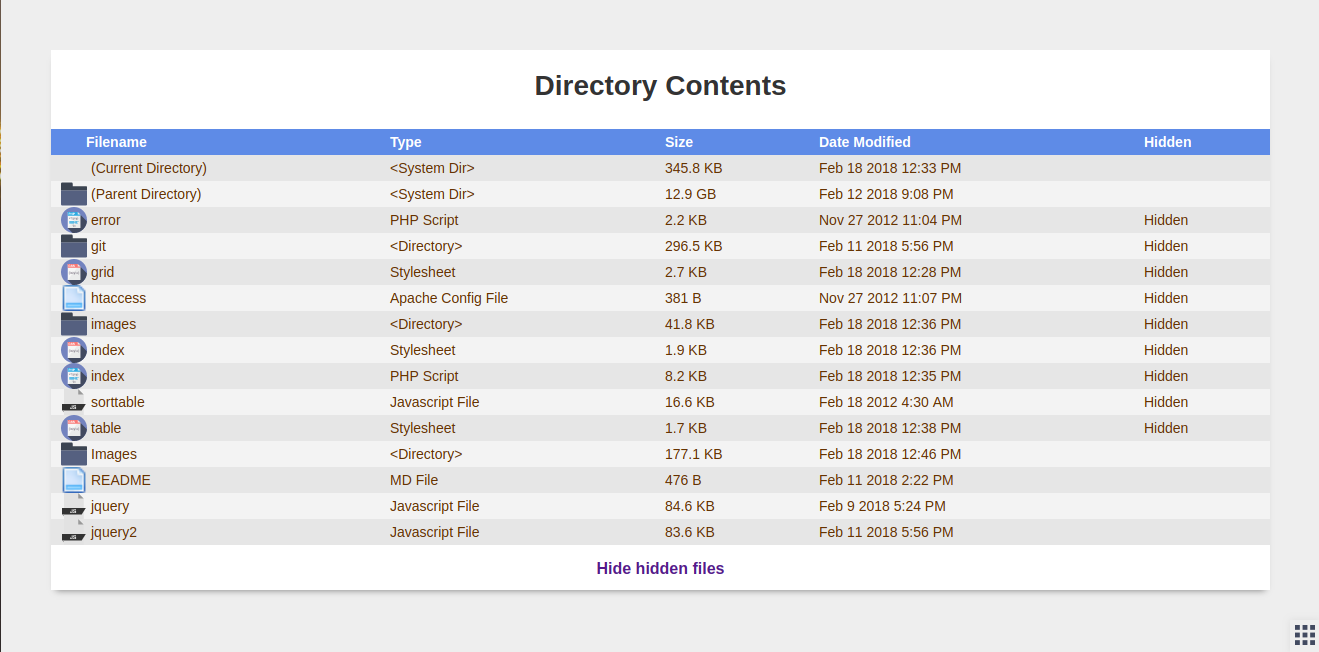 Directory Contents
Filename Type Size Date Modified Hidden
(Current Directory) <System Dir> 345.8 KB Feb 18 2018 12:33 PM
(Parent Directory) <System Dir> 12.9 GB Feb 12 2018 9:08 PM
error PHP Script 2.2 KB Nov 27 2012 11:04 PM Hidden
git <Directory> 296.5 KB Feb 11 2018 5:56 PM Hidden
grid Stylesheet 2.7 KB Feb 18 2018 12:28 PM Hidden
htaccess Apache Config File 381 B Nov 27 2012 11:07 PM Hidden
images <Directory> 41.8 KB Feb 18 2018 12:36 PM Hidden
index Stylesheet 1.9 KB Feb 18 2018 12:36 PM Hidden
index PHP Script 8.2 KB Feb 18 2018 12:35 PM Hidden
JS sorttable Javascript File 16.6 KB Feb 18 2012 4:30 AM Hidden
table Stylesheet 1.7 KB Feb 18 2018 12:38 PM Hidden
Images <Directory> 177.1 KB Feb 18 2018 12:46 PM
README MD File 476 B Feb 11 2018 2:22 PM
JS jquery Javascript File 84.6 KB Feb 9 2018 5:24 PM
JS jquery2 Javascript File 83.6 KB Feb 11 2018 5:56 PM
Hide hidden files